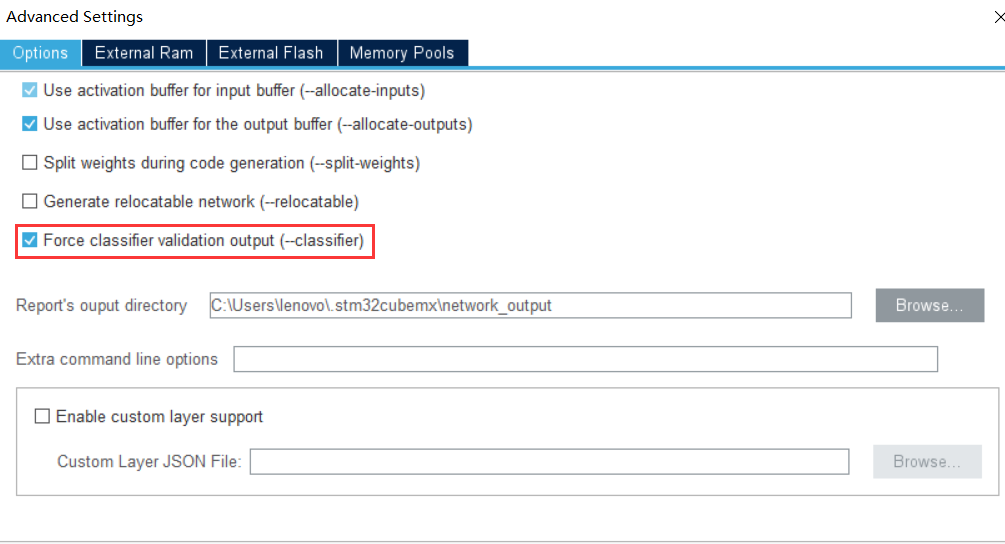 Advanced Settings
Options External Ram External Flash Memory Pools
Use activation buffer for input buffer (--allocate-inputs)
Use activation buffer for the output buffer (--allocate-outputs)
Split weights during code generation (--split-weights)
Generate relocatable network (--relocatable)
Force classifier validation output (--classifier)
Report's ouput directory C:\Users\lenovo\.stm32cubemx\network_output Browse...
Extra command line options
Enable custom layer support
Custom Layer JSON File: Browse...